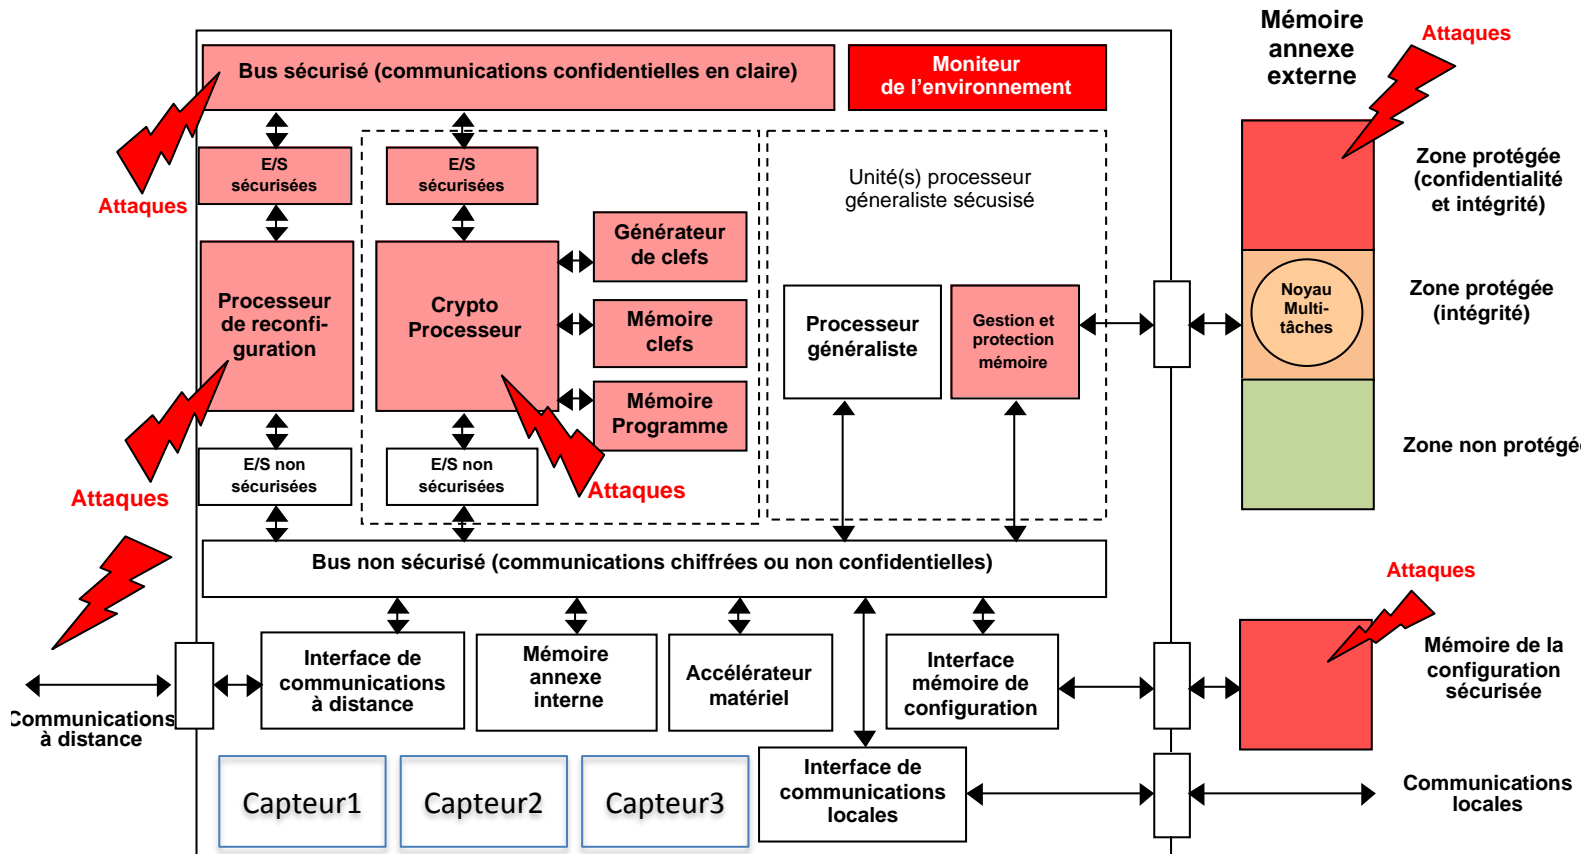 Mémoire
annexe
externe
Attaques
Bus sécurisé (communications confidentielles en claire)
Moniteur
de l'environnement
E/S
sécurisées
E/S
sécurisées
Attaques
Unité(s) processeur
géneraliste sécusisé
Zone protégée
(confidentialité
et intégrité)
Générateur
de clefs
Processeur
de reconfi-
guration
Crypto
Processeur
Mémoire
clefs
Processeur
généraliste
Gestion et
protection
mémoire
Noyau
Multi-
tâches
Zone protégée
(intégrité)
Mémoire
Programme
Zone non protégée
E/S non
sécurisées
E/S non
sécurisées
Attaques
Attaques
Bus non sécurisé (communications chiffrées ou non confidentielles)
Attaques
Interface de
communications
à distance
Mémoire
annexe
interne
Accélérateur
matériel
Interface
mémoire de
configuration
Mémoire de la
configuration
sécurisée
Communications
à distance
Capteur1
Capteur2
Capteur3
Interface de
communications
locales
Communications
locales